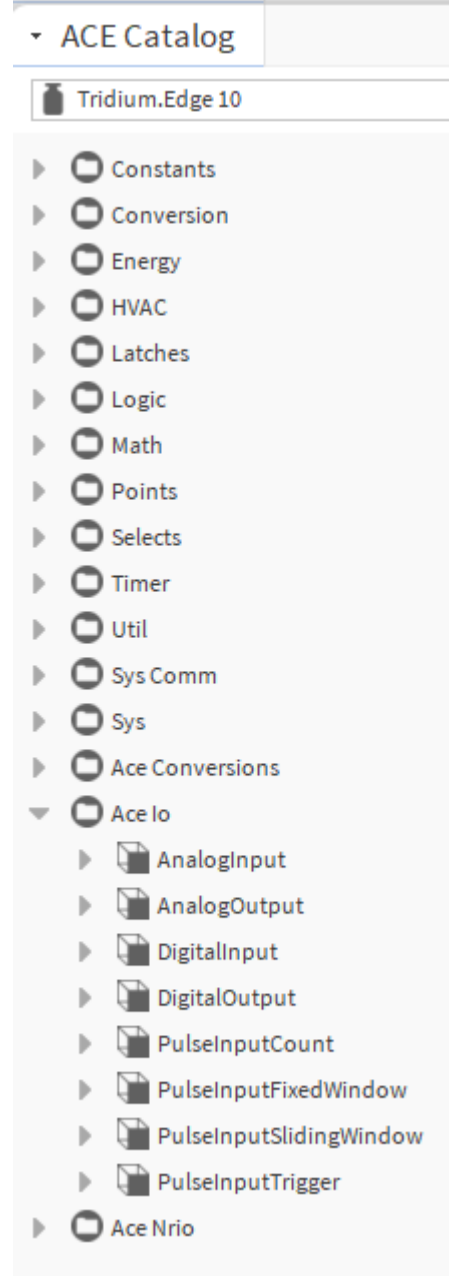 ACE Catalog
Tridium.Edge 10
Constants
Conversion
Energy
HVAC
Latches
Logic
Math
Points
Selects
Timer
Util
Sys Comm
Sys
Ace Conversions
Ace Io
AnalogInput
AnalogOutput
DigitalInput
DigitalOutput
PulseInputCount
PulseInputFixedWindow
PulseInputSlidingWindow
PulseInputTrigger
Ace Nrio